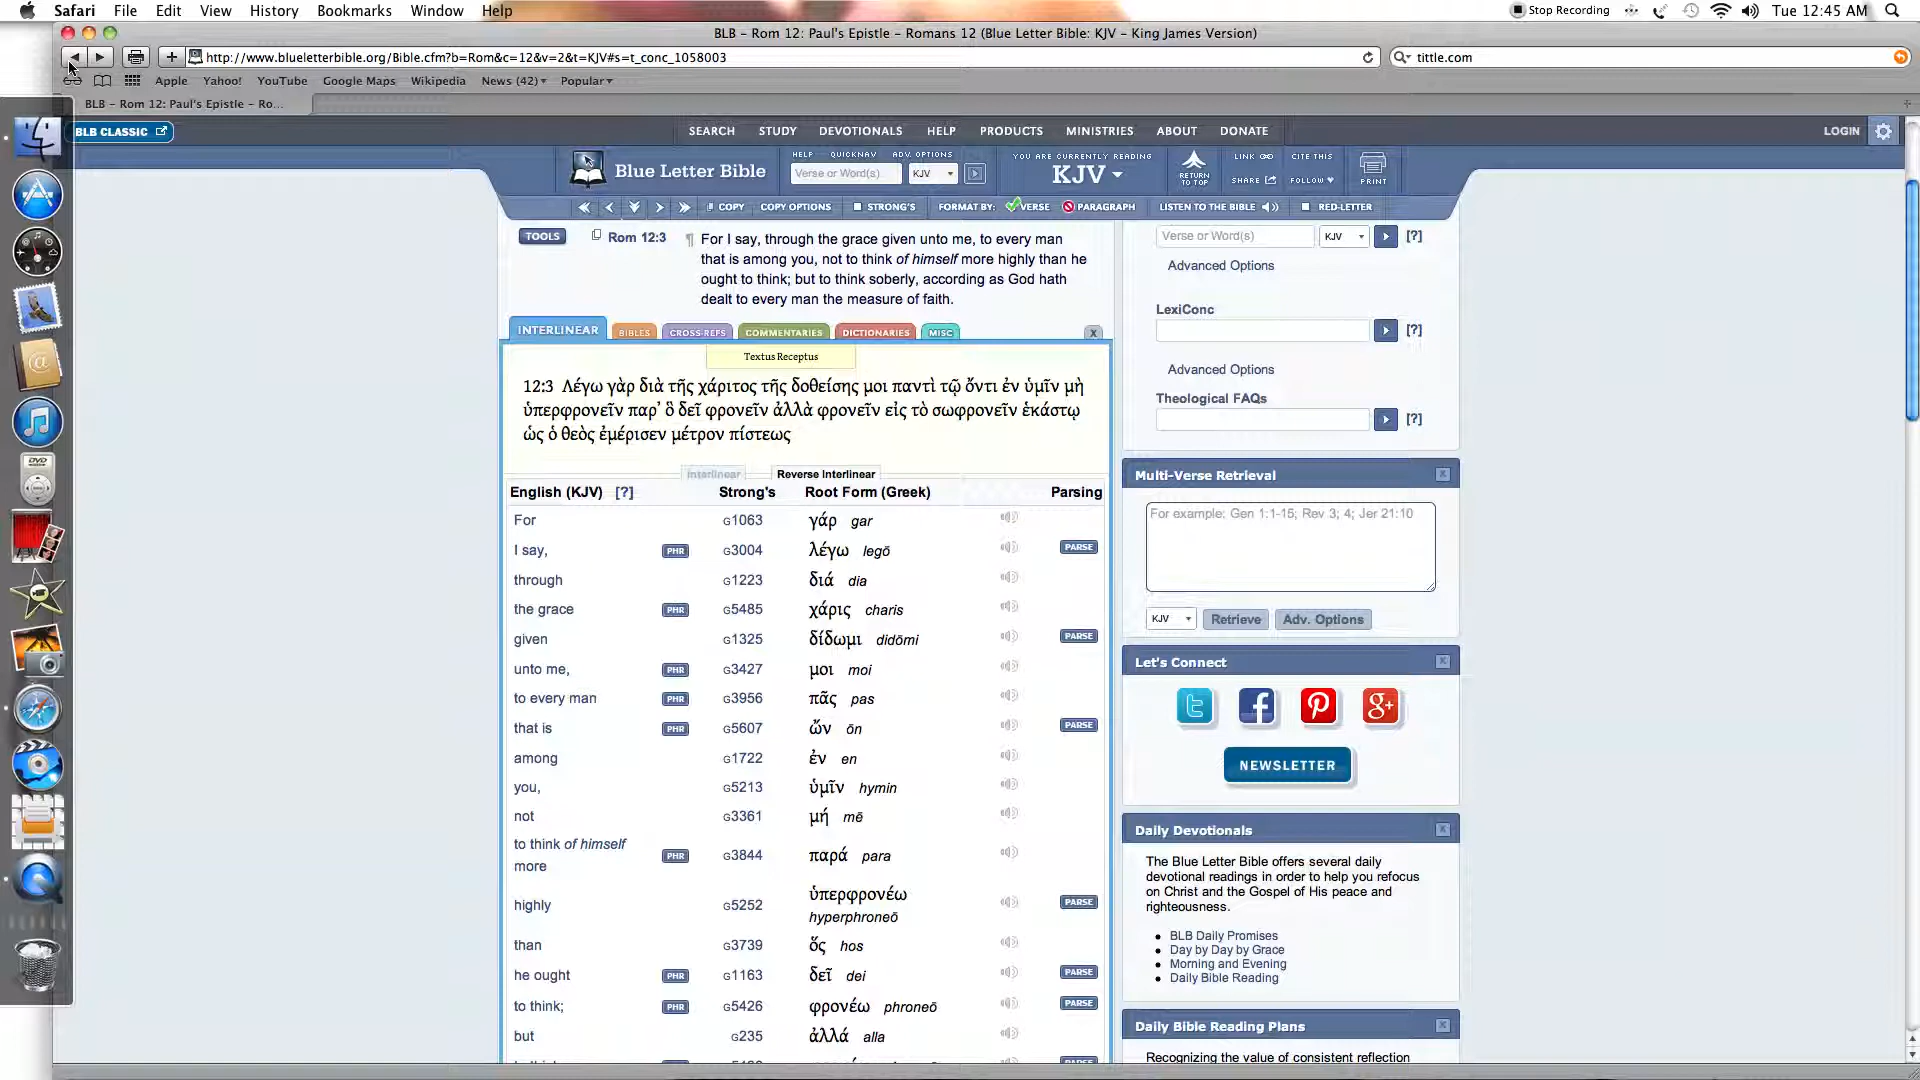 Safari File Edit View History Bookmarks Window Help
Stop Recording Tue 12:45 AM
BLB - Rom 12: Paul's Epistle - Romans 12 (Blue Letter Bible: KJV - King James Version)
http://www.blueletterbible.org/Bible.cfm?b=Rom&c=12&v=2&t=KJV#s=t_conc_1058003
tittle.com
Apple Yahoo! YouTube Google Maps Wikipedia News (42) Popular
BLB - Rom 12: Paul's Epistle - Ro...
BLB CLASSIC
SEARCH STUDY DEVOTIONALS HELP PRODUCTS MINISTRIES ABOUT DONATE
LOGIN
Blue Letter Bible
HELP QUICKNAV ADV. OPTIONS
Verse or Word(s) KJV
YOU ARE CURRENTLY READING
KJV
RETURN
TO TOP
LINK CITE THIS
SHARE FOLLOW
PRINT
COPY COPY OPTIONS STRONG'S FORMAT BY: VERSE PARAGRAPH LISTEN TO THE BIBLE RED-LETTER
TOOLS Rom 12:3 ¶ For I say, through the grace given unto me, to every man
that is among you, not to think of himself more highly than he
ought to think; but to think soberly, according as God hath
dealt to every man the measure of faith.
INTERLINEAR BIBLES CROSS-REFS COMMENTARIES DICTIONARIES MISC X
Textus Receptus
12:3 Λέγω γὰρ διὰ τῆς χάριτος τῆς δοθείσης μοι παντὶ τῷ ὄντι ἐν ὑμῖν μὴ
ὑπερφρονεῖν παρ' ὃ δεῖ φρονεῖν ἀλλὰ φρονεῖν εἰς τὸ σωφρονεῖν ἑκάστῳ
ὡς ὁ θεὸς ἐμέρισεν μέτρον πίστεως
Interlinear Reverse Interlinear
English (KJV) [?] Strong's Root Form (Greek) Parsing
For G1063 γάρ gar
I say, PHR G3004 λέγω legō PARSE
through G1223 διά dia
the grace PHR G5485 χάρις charis
given G1325 δίδωμι didōmi PARSE
unto me, PHR G3427 μοι moi
to every man PHR G3956 πᾶς pas
that is PHR G5607 ὤν ōn PARSE
among G1722 ἐν en
you, G5213 ὑμῖν hymin
not G3361 μή mē
to think of himself
more PHR G3844 παρά para
highly G5252 ὑπερφρονέω
hyperphroneō PARSE
than G3739 ὅς hos
he ought PHR G1163 δεῖ dei PARSE
to think; PHR G5426 φρονέω phroneō PARSE
but G235 ἀλλά alla
Verse or Word(s) KJV [?]
Advanced Options
LexiConc
[?]
Advanced Options
Theological FAQs
[?]
Multi-Verse Retrieval
For example: Gen 1:1-15; Rev 3; 4; Jer 21:10
KJV Retrieve Adv. Options
Let's Connect
NEWSLETTER
Daily Devotionals
The Blue Letter Bible offers several daily
devotional readings in order to help you refocus
on Christ and the Gospel of His peace and
righteousness.
BLB Daily Promises
Day by Day by Grace
Morning and Evening
Daily Bible Reading
Daily Bible Reading Plans
Recognizing the value of consistent reflection